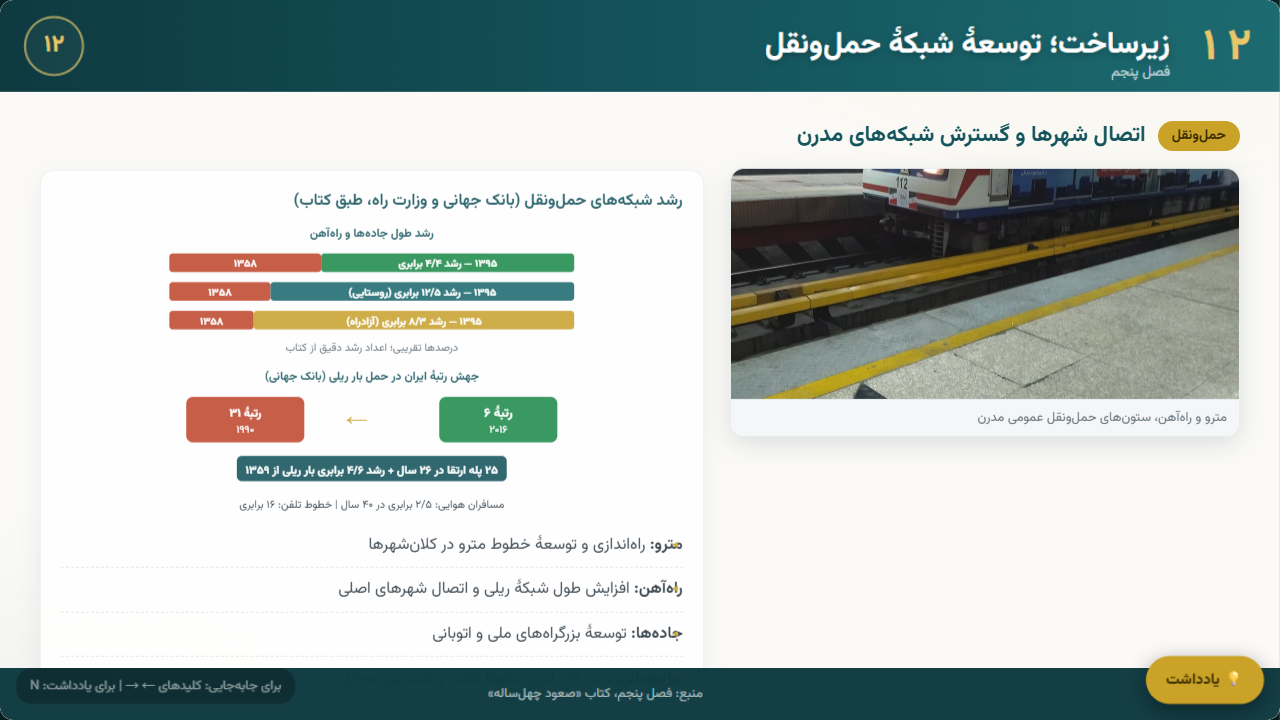 ۱۲
زیرساخت؛ توسعهٔ شبکهٔ حمل‌ونقل
فصل پنجم
۱۲
حمل‌ونقل
اتصال شهرها و گسترش شبکه‌های مدرن
112
مترو و راه‌آهن، ستون‌های حمل‌ونقل عمومی مدرن
رشد شبکه‌های حمل‌ونقل (بانک جهانی و وزارت راه، طبق کتاب)
رشد طول جاده‌ها و راه‌آهن
۱۳۹۵ — رشد ۴/۴ برابری
۱۳۵۸
۱۳۹۵ — رشد ۱۲/۵ برابری (روستایی)
۱۳۵۸
۱۳۹۵ — رشد ۸/۳ برابری (آزادراه)
۱۳۵۸
درصدها تقریبی؛ اعداد رشد دقیق از کتاب
جهش رتبهٔ ایران در حمل بار ریلی (بانک جهانی)
رتبهٔ ۶
۲۰۱۶
←
رتبهٔ ۳۱
۱۹۹۰
۲۵ پله ارتقا در ۲۶ سال + رشد ۴/۶ برابری بار ریلی از ۱۳۵۹
مسافران هوایی: ۲/۵ برابری در ۴۰ سال | خطوط تلفن: ۱۶ برابری
مترو: راه‌اندازی و توسعهٔ خطوط مترو در کلان‌شهرها
راه‌آهن: افزایش طول شبکهٔ ریلی و اتصال شهرهای اصلی
جاده‌ها: توسعهٔ بزرگراه‌های ملی و اتوبانی
💡 یادداشت
منبع: فصل پنجم، کتاب «صعود چهل‌ساله»
برای جابه‌جایی: کلیدهای ← → | برای یادداشت: N